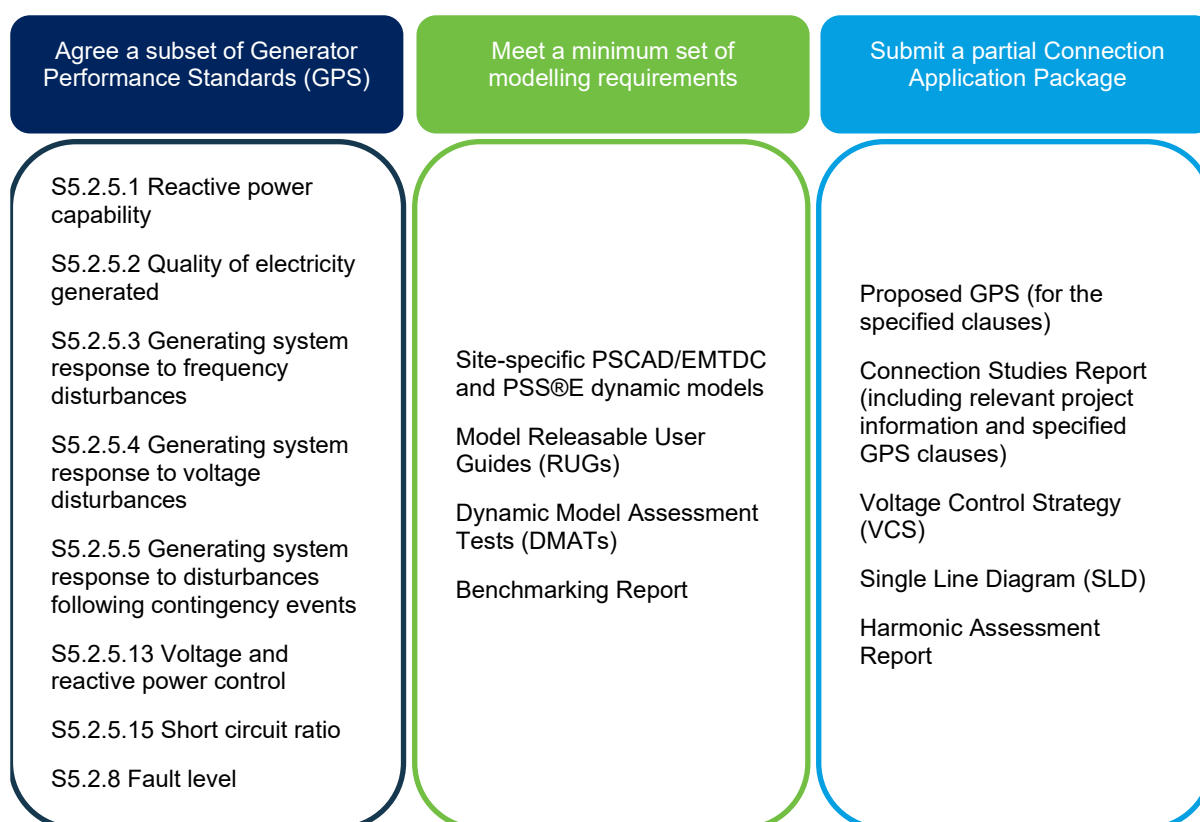 Agree a subset of Generator
Performance Standards (GPS)
S5.2.5.1 Reactive power
capability
S5.2.5.2 Quality of electricity
generated
S5.2.5.3 Generating system
response to frequency
disturbances
S5.2.5.4 Generating system
response to voltage
disturbances
S5.2.5.5 Generating system
response to disturbances
following contingency events
S5.2.5.13 Voltage and
reactive power control
S5.2.5.15 Short circuit ratio
S5.2.8 Fault level
Meet a minimum set of
modelling requirements
Site-specific PSCAD/EMTDC
and PSS®E dynamic models
Model Releasable User
Guides (RUGs)
Dynamic Model Assessment
Tests (DMATs)
Benchmarking Report
Submit a partial Connection
Application Package
Proposed GPS (for the
specified clauses)
Connection Studies Report
(including relevant project
information and specified
GPS clauses)
Voltage Control Strategy
(VCS)
Single Line Diagram (SLD)
Harmonic Assessment
Report